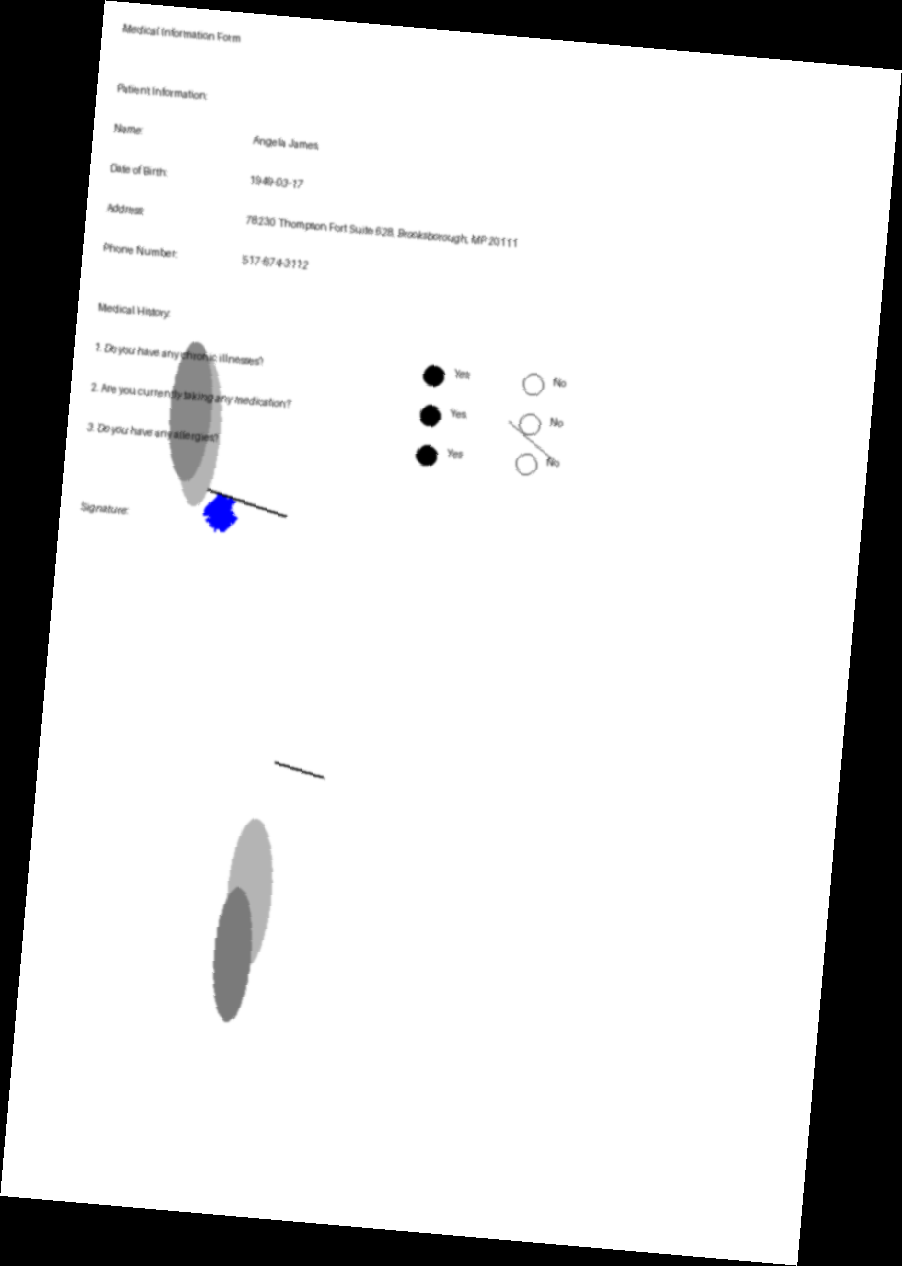 Medical Information Form
Patient Information:
Name: Angela James
Date of Birth: 1949-03-17
Address: 78230 Thompson Fort Suite 628, Brooksborough, MP 20111
Phone Number: 517-674-3112
Medical History:
1. Do you have any chronic illnesses? Yes No
2. Are you currently taking any medication? Yes No
3. Do you have any allergies? Yes No
Signature: